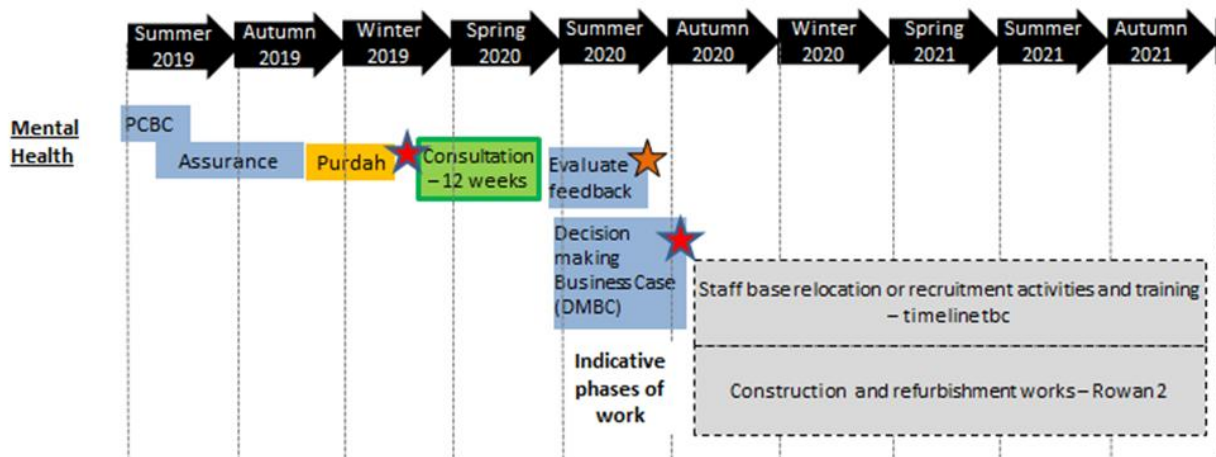 Summer
2019
Autumn
2019
Winter
2019
Spring
2020
Summer
2020
Autumn
2020
Winter
2020
Spring
2021
Summer
2021
Autumn
2021
Mental
Health
PCBC
Assurance
Purdah
Consultation
– 12 weeks
Evaluate
feedback
Decision
making
Business Case
(DMBC)
Staff base relocation or recruitment activities and training
– timeline tbc
Indicative
phases of
work
Construction and refurbishment works – Rowan 2